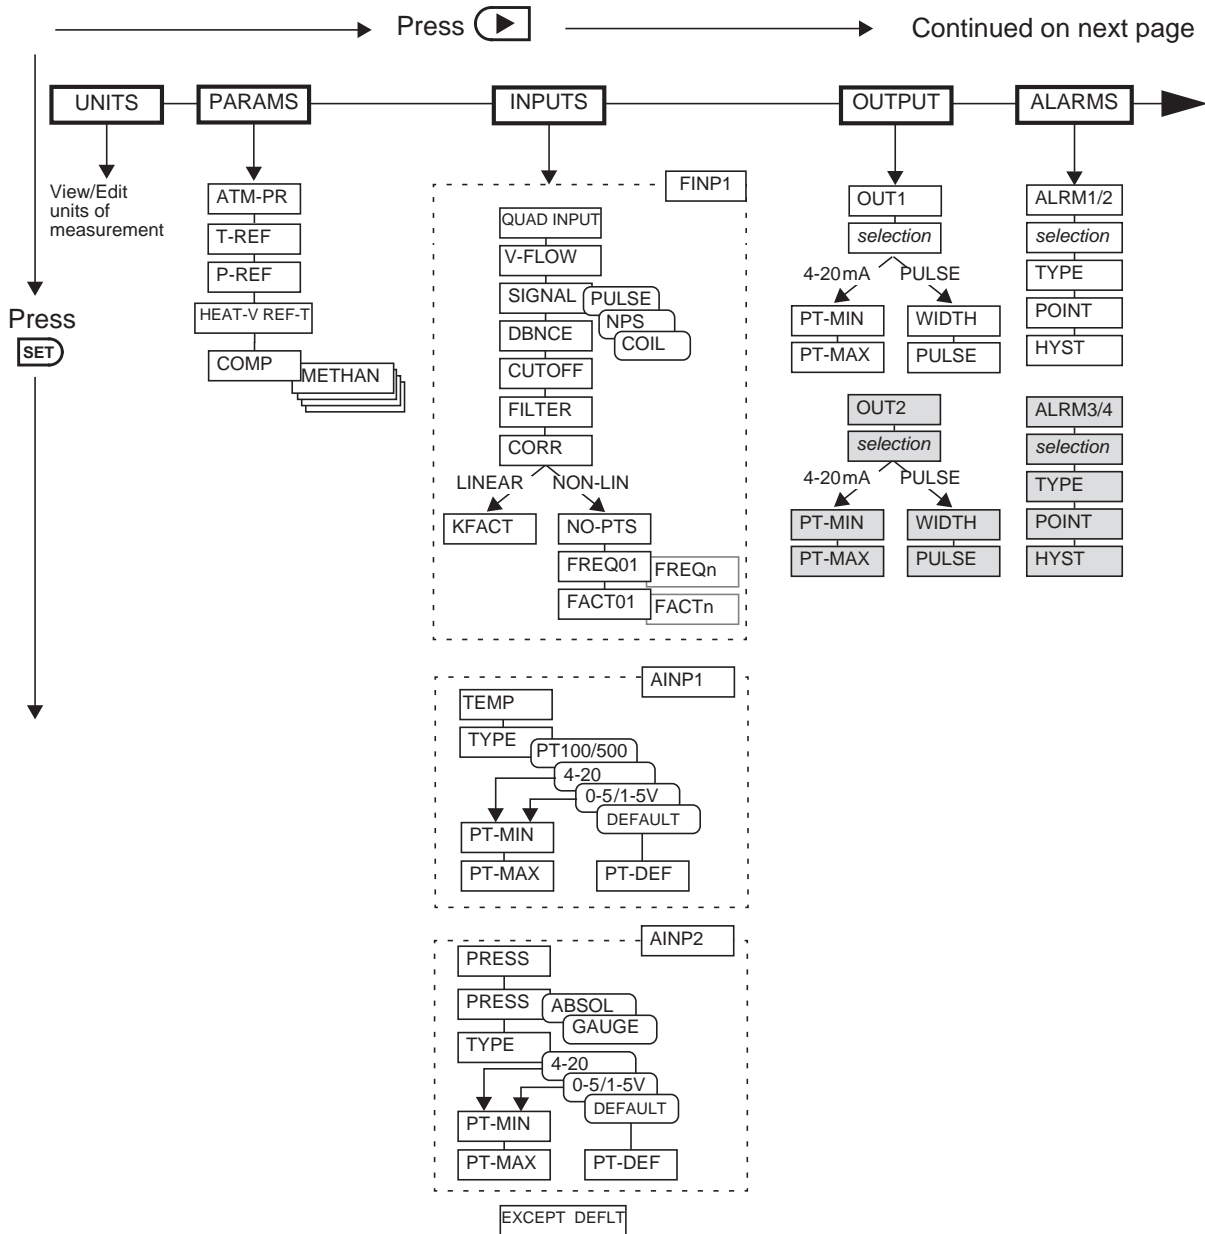 Press
Continued on next page
UNITS
PARAMS
INPUTS
OUTPUT
ALARMS
View/Edit
units of
measurement
Press
SET
ATM-PR
T-REF
P-REF
HEAT-V REF-T
COMP
METHAN
FINP1
QUAD INPUT
V-FLOW
SIGNAL
PULSE
NPS
COIL
DBNCE
CUTOFF
FILTER
CORR
LINEAR
NON-LIN
KFACT
NO-PTS
FREQ01
FREQn
FACT01
FACTn
AINP1
TEMP
TYPE
PT100/500
4-20
0-5/1-5V
DEFAULT
PT-MIN
PT-MAX
PT-DEF
AINP2
PRESS
PRESS
ABSOL
GAUGE
TYPE
4-20
0-5/1-5V
DEFAULT
PT-MIN
PT-MAX
PT-DEF
EXCEPT DEFLT
OUT1
selection
4-20mA
PULSE
PT-MIN
WIDTH
PT-MAX
PULSE
OUT2
selection
4-20mA
PULSE
PT-MIN
WIDTH
PT-MAX
PULSE
ALRM1/2
selection
TYPE
POINT
HYST
ALRM3/4
selection
TYPE
POINT
HYST